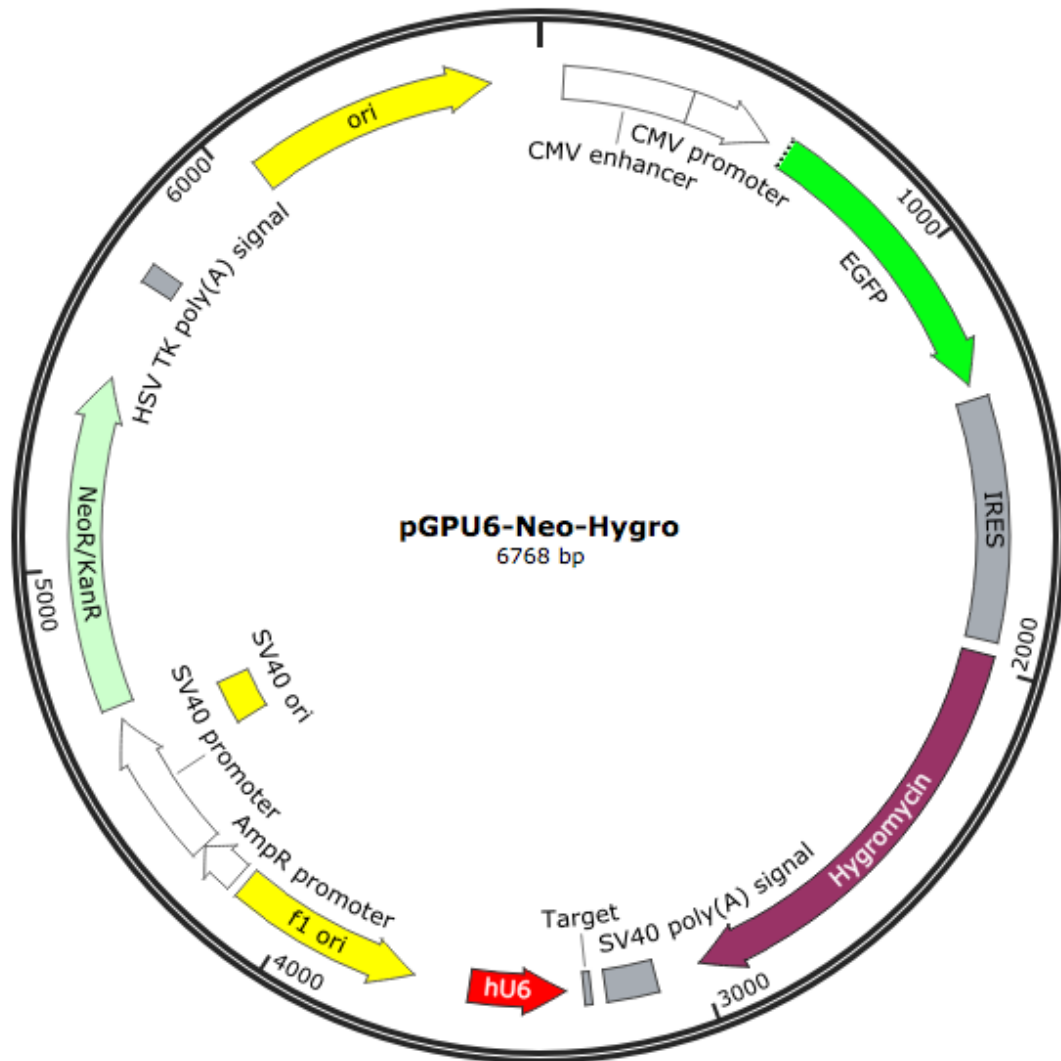 ori
CMV enhancer
CMV promoter
6000
1000
HSV TK poly(A) signal
EGFP
NeoR/KanR
IRES
pGPU6-Neo-Hygro
6768 bp
5000
2000
SV40 ori
SV40 promoter
AmpR promoter
Hygromycin
SV40 poly(A) signal
Target
f1 ori
hU6
4000
3000